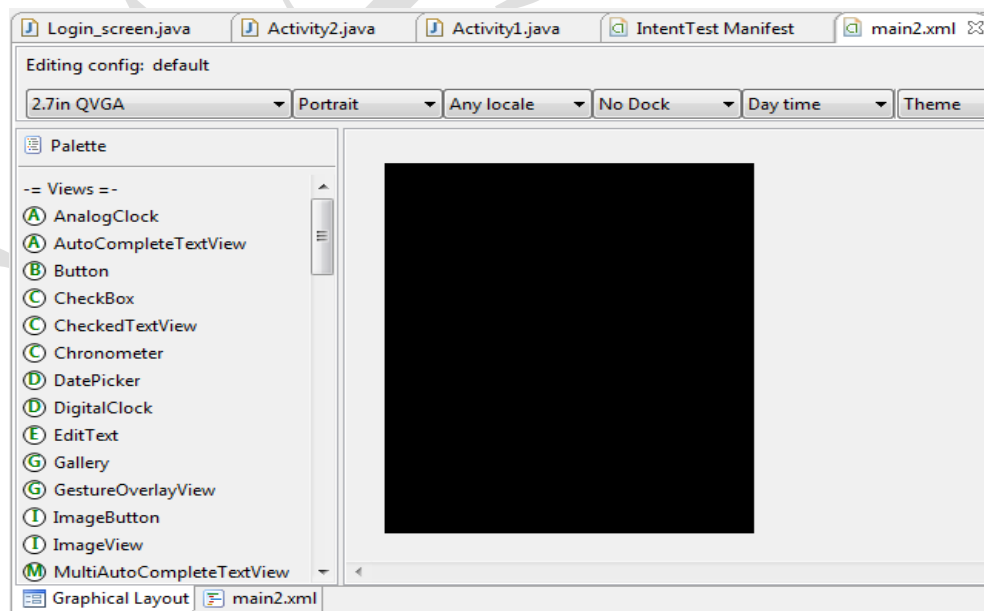 Login_screen.java Activity2.java Activity1.java IntentTest Manifest main2.xml
Editing config: default
2.7in QVGA Portrait Any locale No Dock Day time Theme
Palette
-= Views =-
A AnalogClock
A AutoCompleteTextView
B Button
C CheckBox
C CheckedTextView
C Chronometer
D DatePicker
D DigitalClock
E EditText
G Gallery
G GestureOverlayView
I ImageButton
I ImageView
M MultiAutoCompleteTextView
Graphical Layout main2.xml